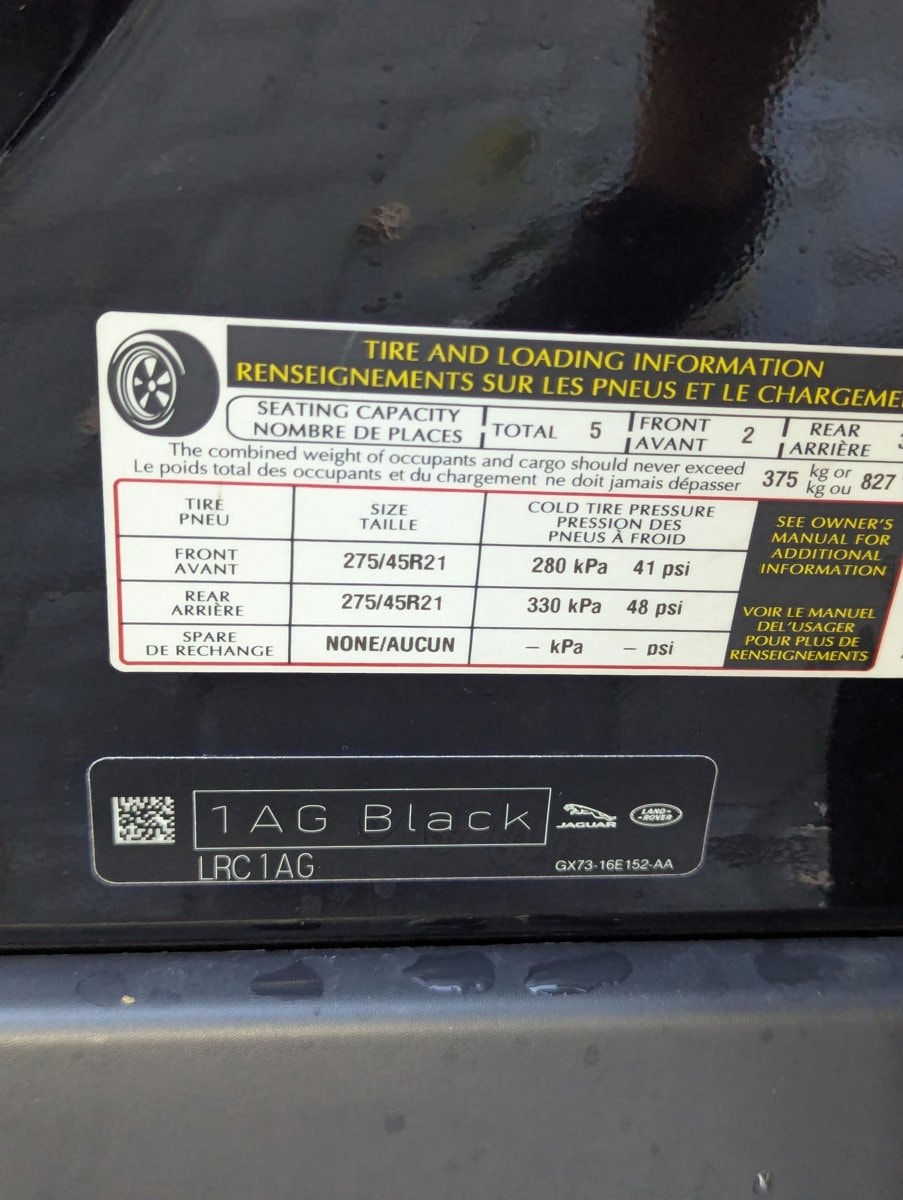 TIRE AND LOADING INFORMATION
RENSEIGNEMENTS SUR LES PNEUS ET LE CHARGEME
SEATING CAPACITY
NOMBRE DE PLACES
TOTAL 5
FRONT
AVANT
2
REAR
ARRIÈRE
The combined weight of occupants and cargo should never exceed
Le poids total des occupants et du chargement ne doit jamais dépasser
375 kg or
kg ou 827
TIRE
PNEU
SIZE
TAILLE
COLD TIRE PRESSURE
PRESSION DES
PNEUS À FROID
FRONT
AVANT
275/45R21
280 kPa 41 psi
REAR
ARRIÈRE
275/45R21
330 kPa 48 psi
SPARE
DE RECHANGE
NONE/AUCUN
– kPa – psi
SEE OWNER'S
MANUAL FOR
ADDITIONAL
INFORMATION
VOIR LE MANUEL
DEL'USAGER
POUR PLUS DE
RENSEIGNEMENTS
1AG Black
JAGUAR
LAND-
-ROVER
LRC1AG
GX73-16E152-AA